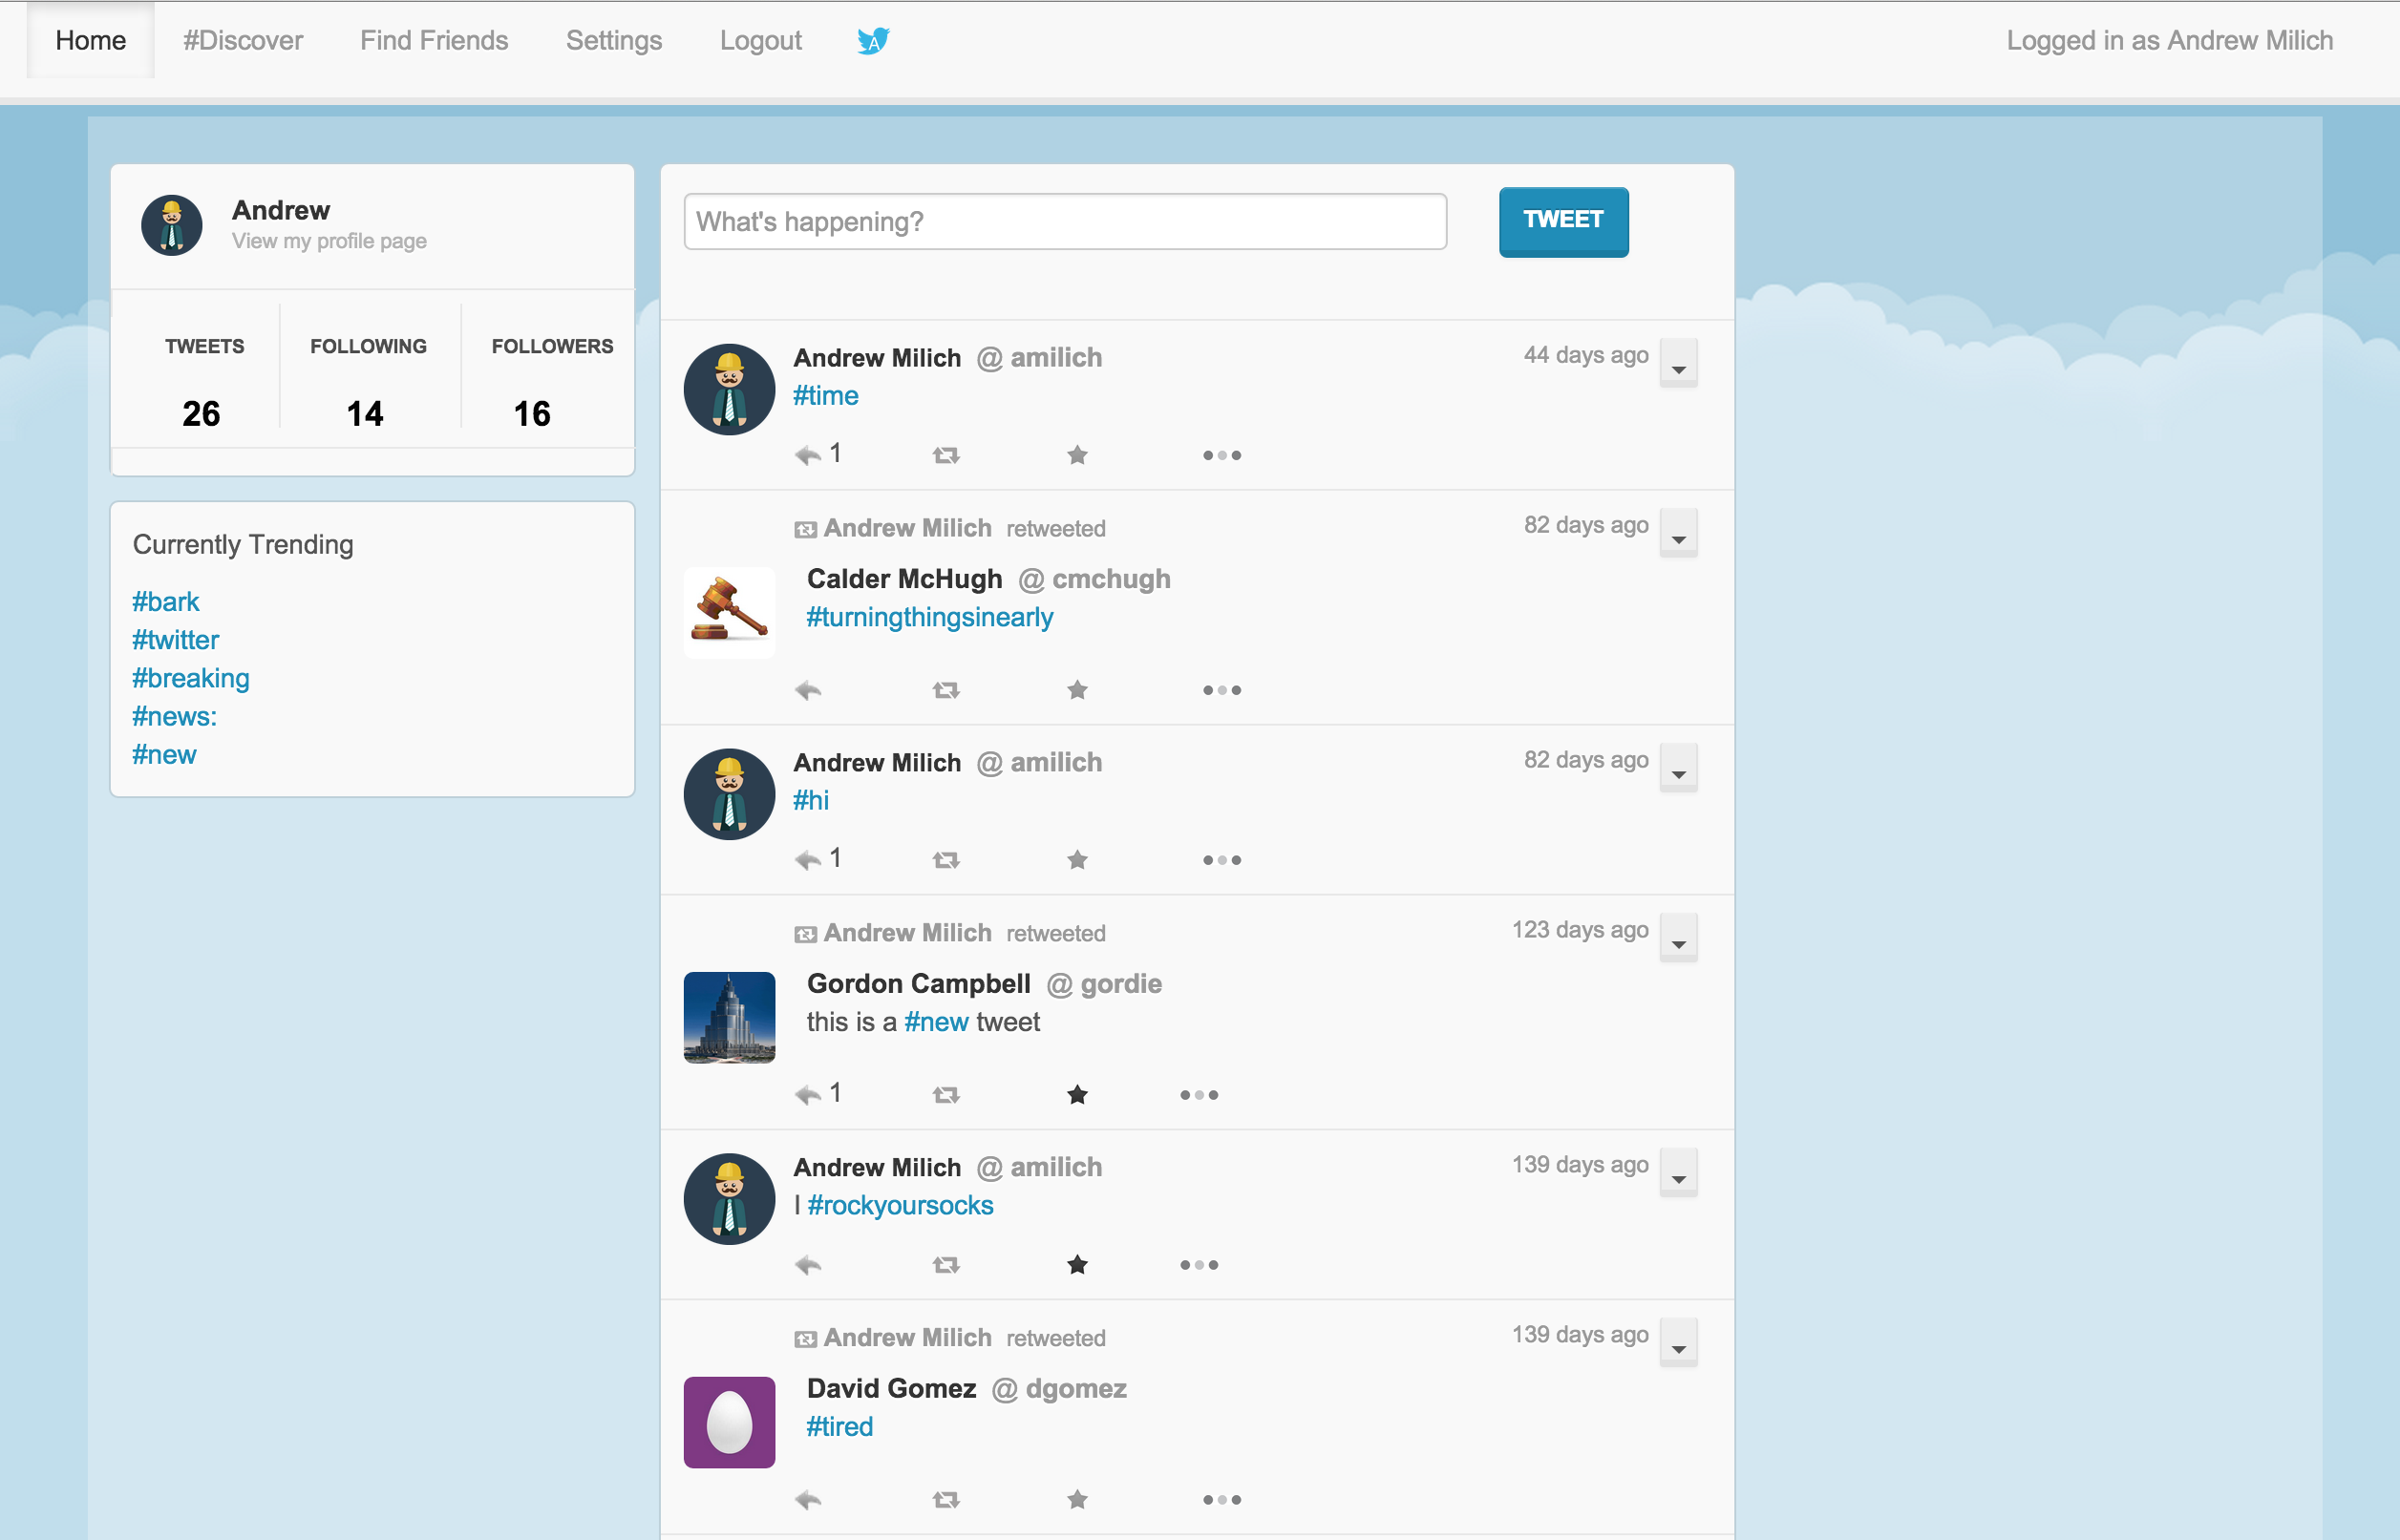 Home #Discover Find Friends Settings Logout A Logged in as Andrew Milich
Andrew
View my profile page
TWEETS FOLLOWING FOLLOWERS
26 14 16
Currently Trending
#bark
#twitter
#breaking
#news:
#new
What's happening? TWEET
Andrew Milich @ amilich 44 days ago
#time
1
Andrew Milich retweeted 82 days ago
Calder McHugh @ cmchugh
#turningthingsinearly
Andrew Milich @ amilich 82 days ago
#hi
1
Andrew Milich retweeted 123 days ago
Gordon Campbell @ gordie
this is a #new tweet
1
Andrew Milich @ amilich 139 days ago
I #rockyoursocks
Andrew Milich retweeted 139 days ago
David Gomez @ dgomez
#tired